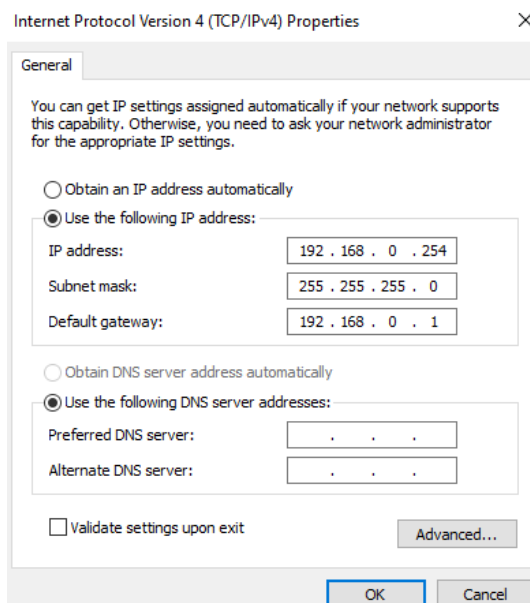 Internet Protocol Version 4 (TCP/IPv4) Properties
General
You can get IP settings assigned automatically if your network supports
this capability. Otherwise, you need to ask your network administrator
for the appropriate IP settings.
Obtain an IP address automatically
Use the following IP address:
IP address: 192 . 168 . 0 . 254
Subnet mask: 255 . 255 . 255 . 0
Default gateway: 192 . 168 . 0 . 1
Obtain DNS server address automatically
Use the following DNS server addresses:
Preferred DNS server: . . .
Alternate DNS server: . . .
Validate settings upon exit
Advanced...
OK Cancel